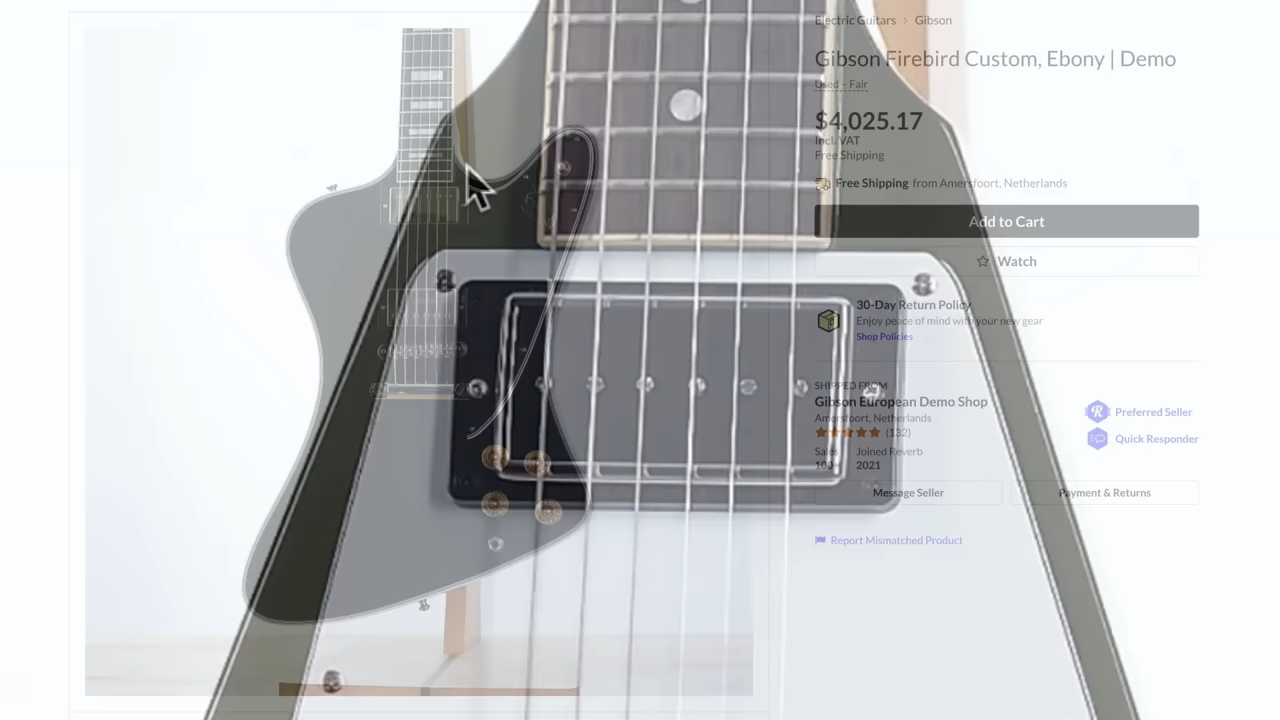 Electric Guitars > Gibson
Gibson Firebird Custom, Ebony | Demo
Used - Fair
$4,025.17
Incl. VAT
Free Shipping
Free Shipping from Amersfoort, Netherlands
Add to Cart
Watch
30-Day Return Policy
Enjoy peace of mind with your new gear
Shop Policies
SHIPPED FROM
Gibson European Demo Shop
Amersfoort, Netherlands
(132)
Preferred Seller
Quick Responder
Sales Joined Reverb
2021
Message Seller Payment & Returns
Report Mismatched Product